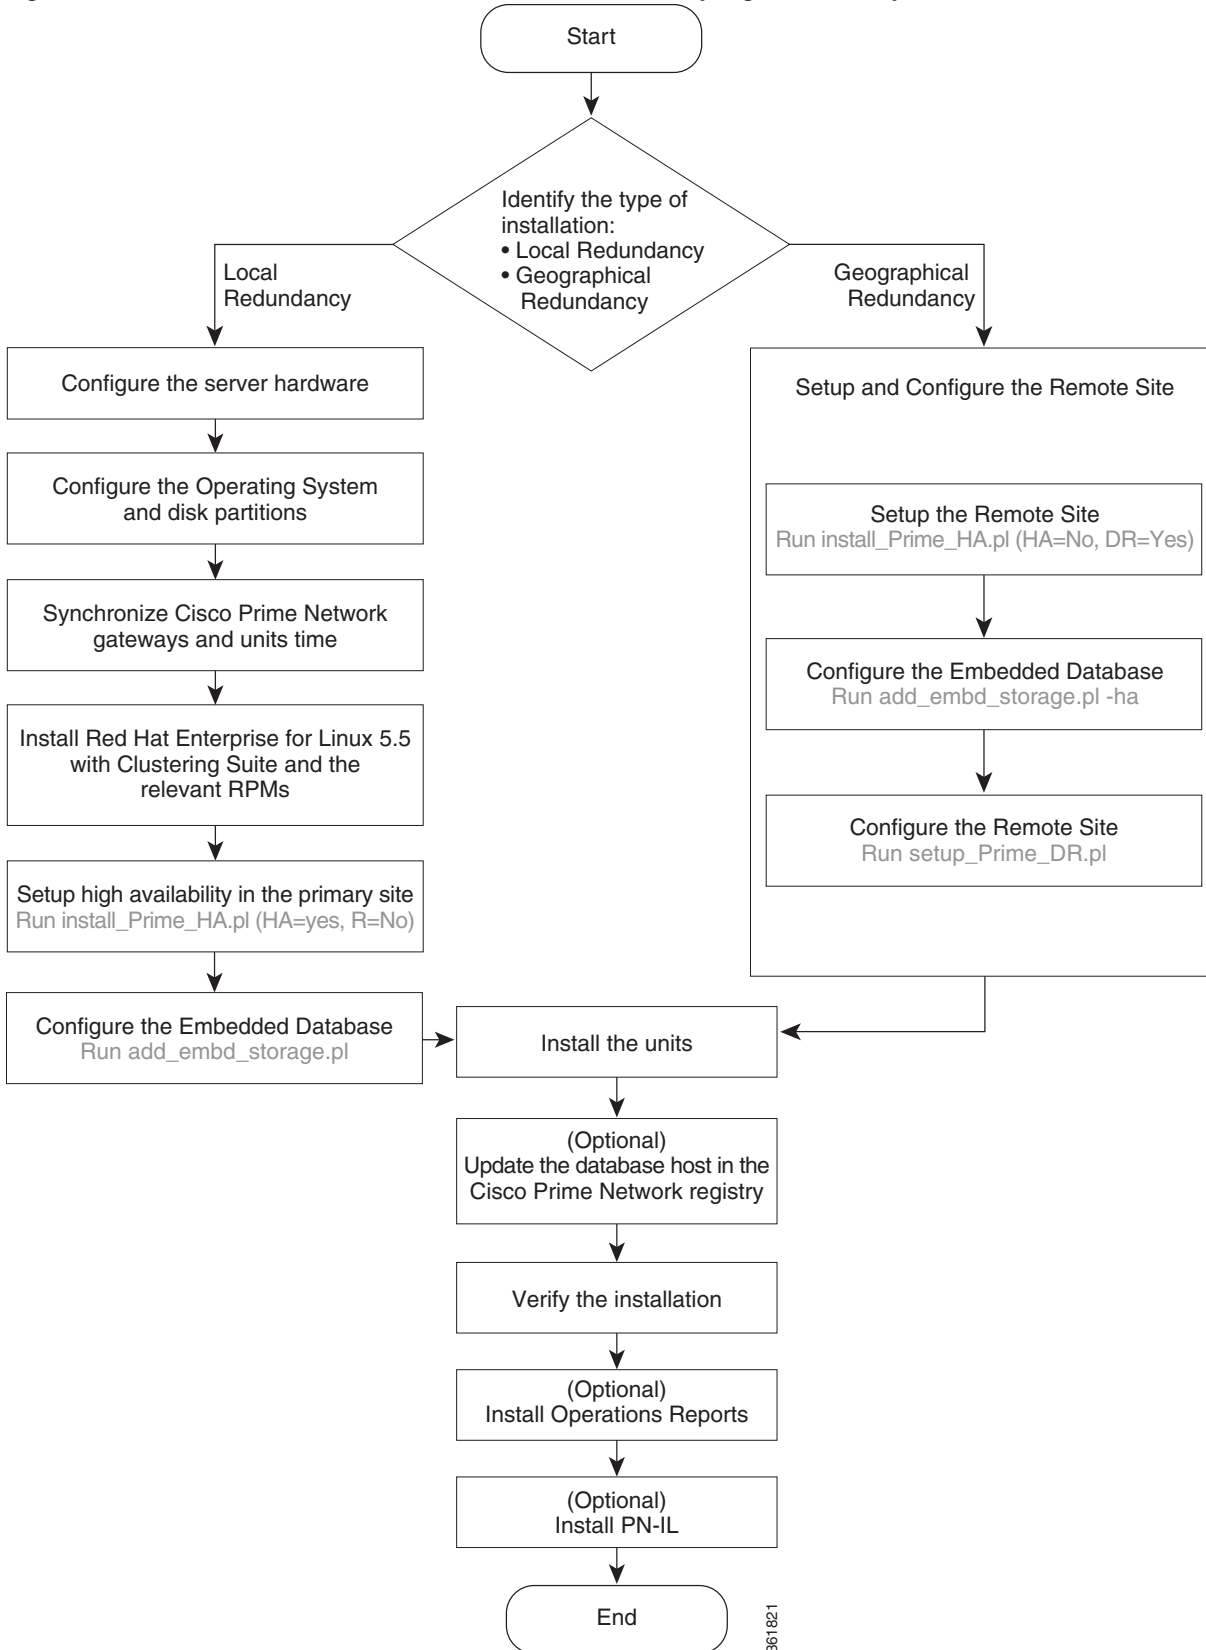 Start
Identify the type of
installation:
• Local Redundancy
• Geographical
Redundancy
Local
Redundancy
Geographical
Redundancy
Configure the server hardware
Configure the Operating System
and disk partitions
Synchronize Cisco Prime Network
gateways and units time
Install Red Hat Enterprise for Linux 5.5
with Clustering Suite and the
relevant RPMs
Setup high availability in the primary site
Run install_Prime_HA.pl (HA=yes, R=No)
Configure the Embedded Database
Run add_embd_storage.pl
Setup and Configure the Remote Site
Setup the Remote Site
Run install_Prime_HA.pl (HA=No, DR=Yes)
Configure the Embedded Database
Run add_embd_storage.pl -ha
Configure the Remote Site
Run setup_Prime_DR.pl
Install the units
(Optional)
Update the database host in the
Cisco Prime Network registry
Verify the installation
(Optional)
Install Operations Reports
(Optional)
Install PN-IL
End
361821